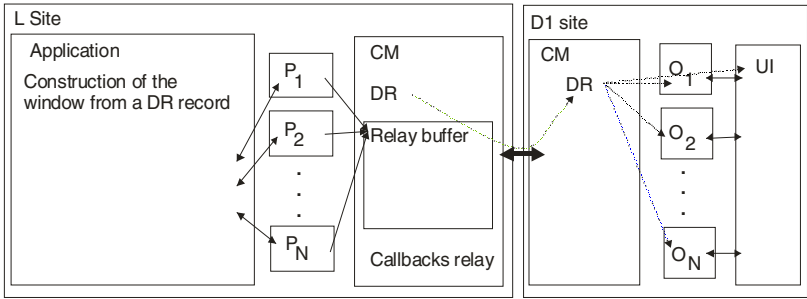 L Site
Application
Construction of the
window from a DR record
P1
P2
.
.
.
PN
CM
DR
Relay buffer
Callbacks relay
D1 site
CM
DR
O1
O2
.
.
.
ON
UI